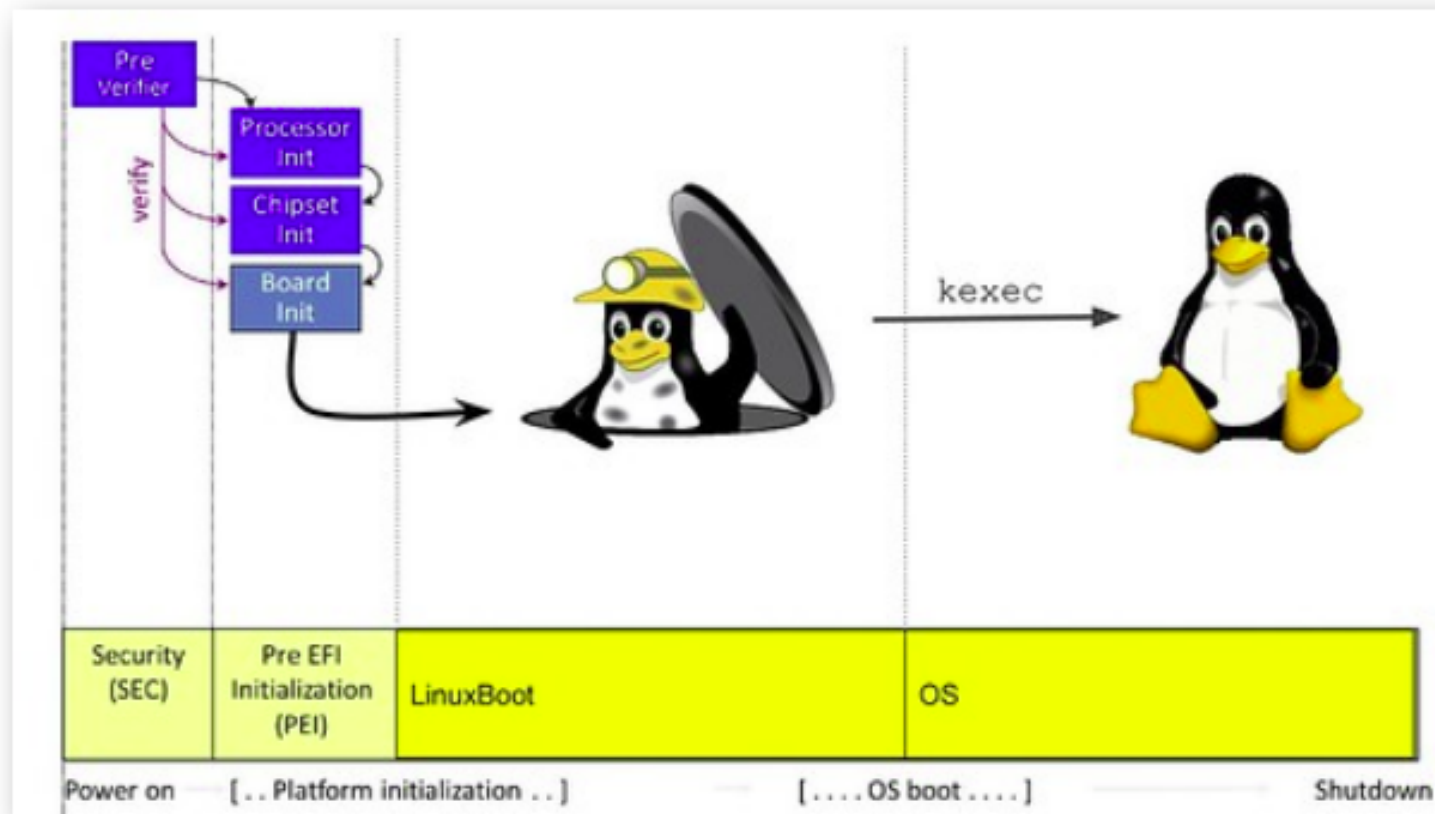 Pre
Verifier
Processor
Init
Chipset
Init
Board
Init
verify
kexec
Security
(SEC)
Pre EFI
Initialization
(PEI)
LinuxBoot
OS
Power on
[ . . Platform initialization . . ]
[ . . . . OS boot . . . . ]
Shutdown